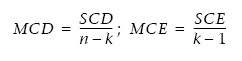 MCD = SCD / n − k ; MCE = SCE / k − 1